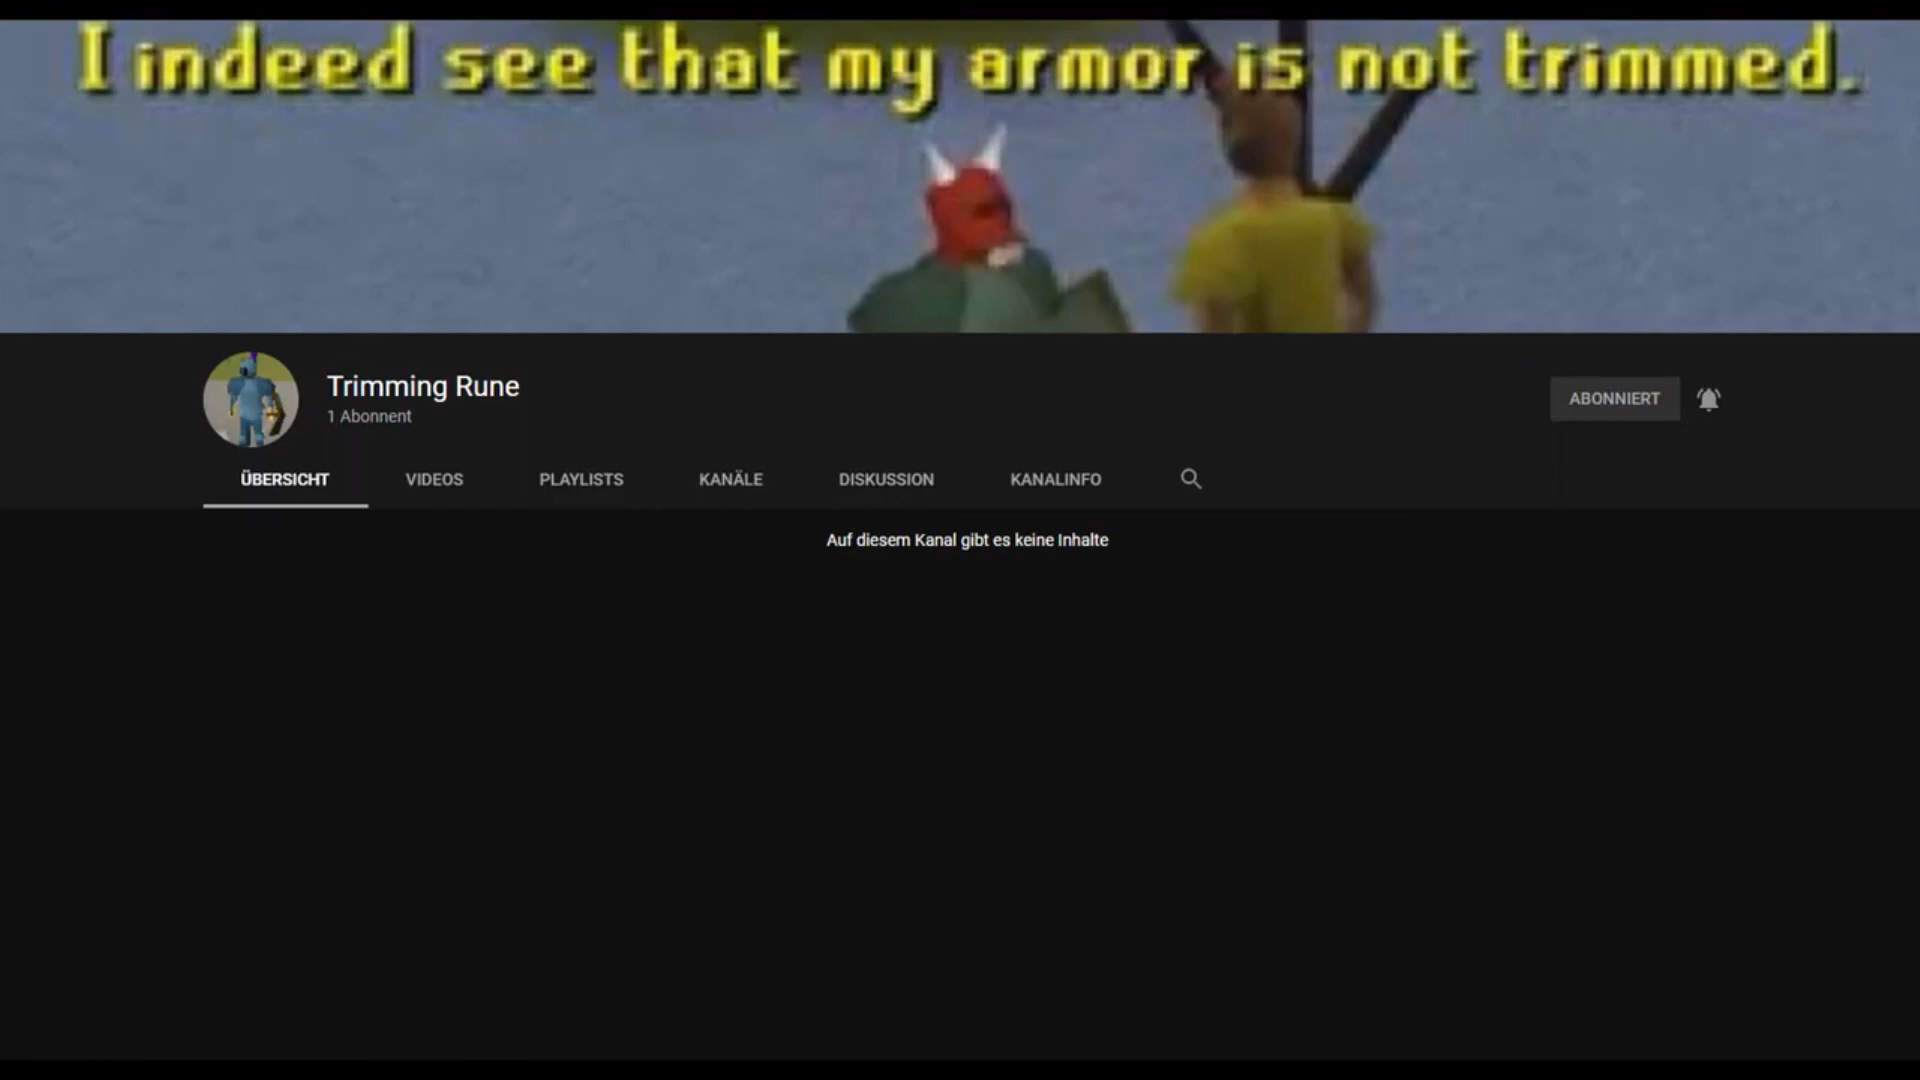 I indeed see that my armor is not trimmed.
Trimming Rune
1 Abonnent
ABONNIERT
ÜBERSICHT VIDEOS PLAYLISTS KANÄLE DISKUSSION KANALINFO
Auf diesem Kanal gibt es keine Inhalte